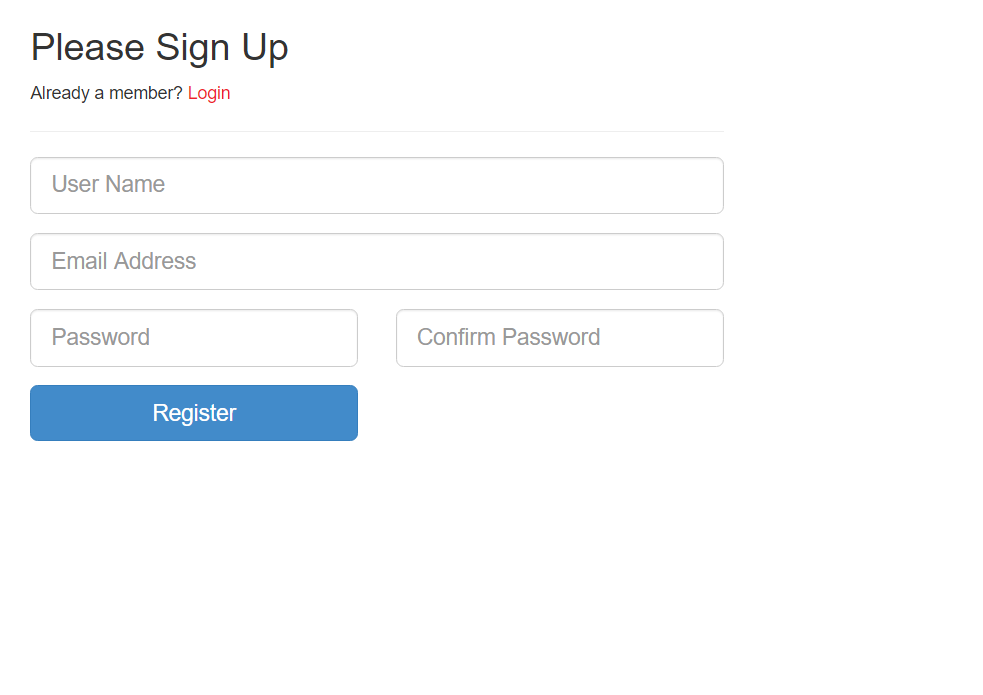 Please Sign Up
Already a member? Login
User Name
Email Address
Password Confirm Password
Register